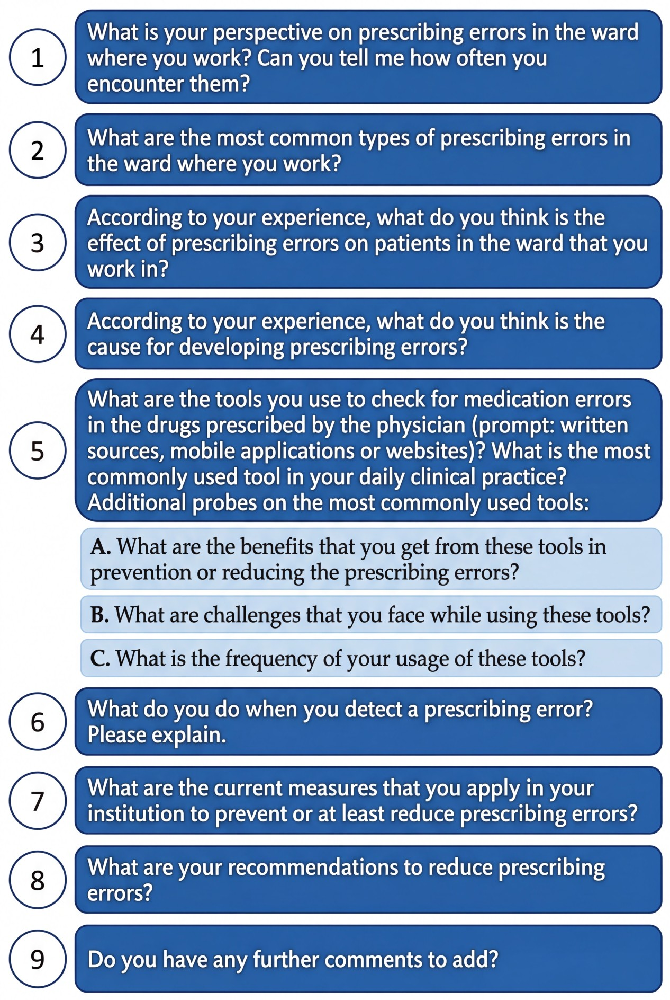 1
What is your perspective on prescribing errors in the ward
where you work? Can you tell me how often you
encounter them?
2
What are the most common types of prescribing errors in
the ward where you work?
3
According to your experience, what do you think is the
effect of prescribing errors on patients in the ward that you
work in?
4
According to your experience, what do you think is the
cause for developing prescribing errors?
5
What are the tools you use to check for medication errors
in the drugs prescribed by the physician (prompt: written
sources, mobile applications or websites)? What is the most
commonly used tool in your daily clinical practice?
Additional probes on the most commonly used tools:
A. What are the benefits that you get from these tools in
prevention or reducing the prescribing errors?
B. What are challenges that you face while using these tools?
C. What is the frequency of your usage of these tools?
6
What do you do when you detect a prescribing error?
Please explain.
7
What are the current measures that you apply in your
institution to prevent or at least reduce prescribing errors?
8
What are your recommendations to reduce prescribing
errors?
9
Do you have any further comments to add?